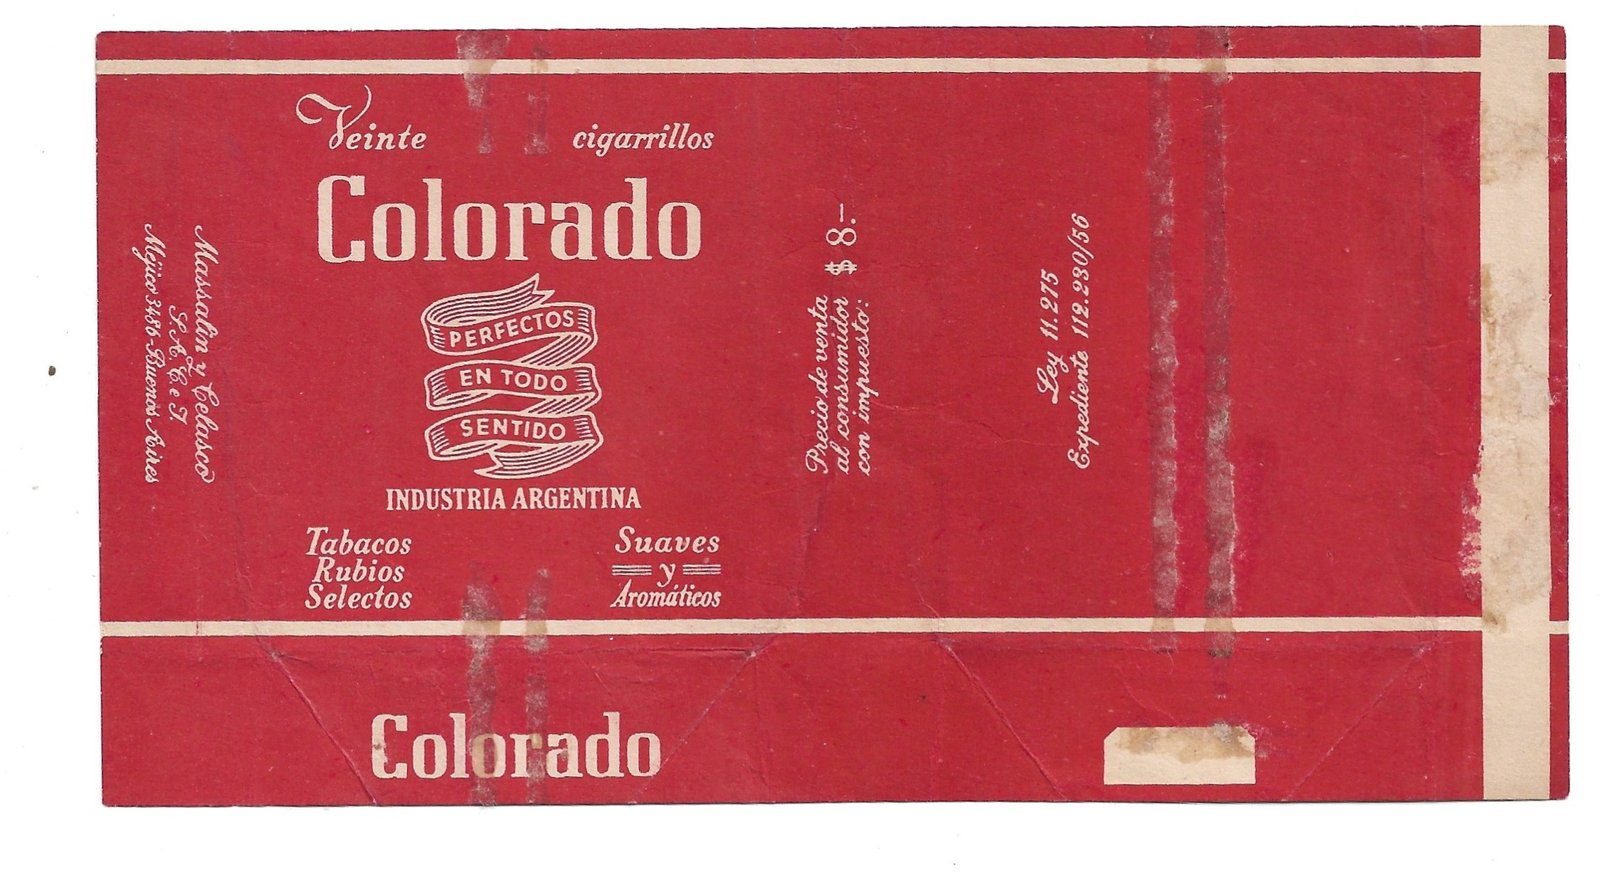 Massalin y Celasco
S. A. C. e I.
Méjico 3486 - Buenos Aires
Veinte cigarrillos
Colorado
PERFECTOS
EN TODO
SENTIDO
INDUSTRIA ARGENTINA
Tabacos
Rubios
Selectos
Suaves
y
Aromáticos
Precio de venta
al consumidor $ 8.—
con impuesto:
Ley 11.275
Expediente 112.230/56
Colorado